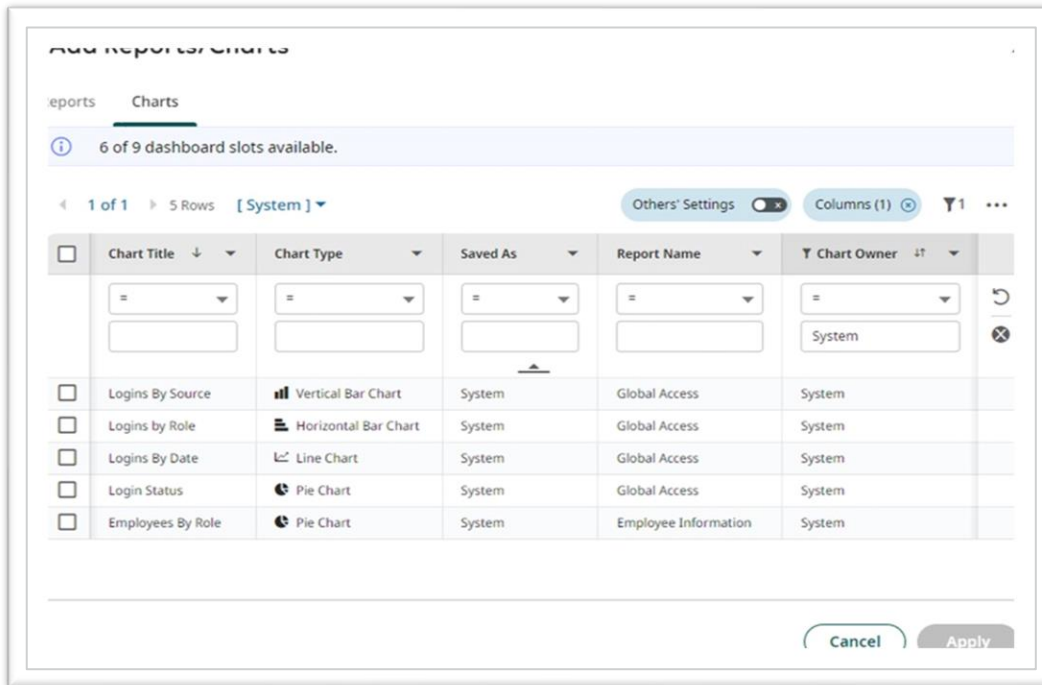 Add Reports/Charts
eports Charts
6 of 9 dashboard slots available.
1 of 1 5 Rows [ System ] Others' Settings Columns (1) 1 ...
Chart Title Chart Type Saved As Report Name Chart Owner
= = = = =
System
Logins By Source Vertical Bar Chart System Global Access System
Logins by Role Horizontal Bar Chart System Global Access System
Logins By Date Line Chart System Global Access System
Login Status Pie Chart System Global Access System
Employees By Role Pie Chart System Employee Information System
Cancel Apply